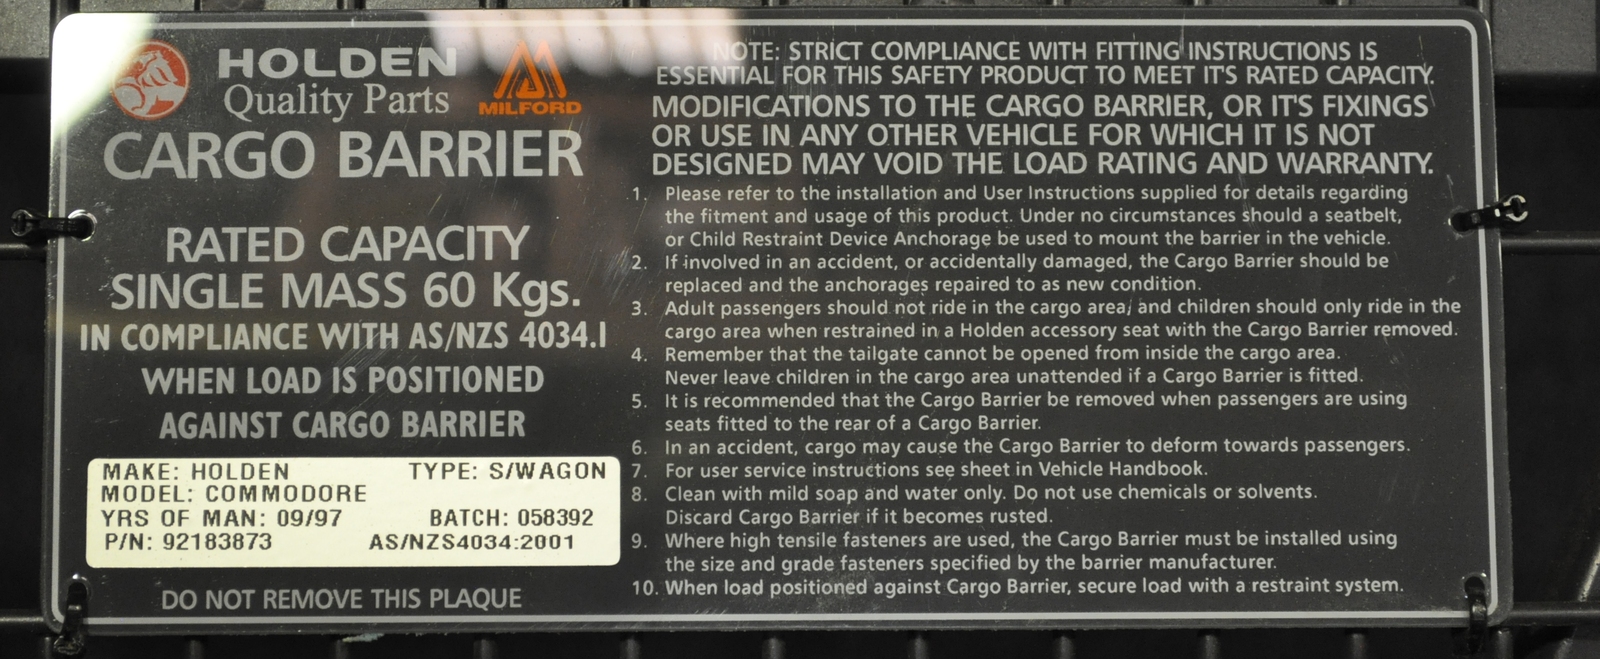 HOLDEN
Quality Parts
MILFORD
CARGO BARRIER
RATED CAPACITY
SINGLE MASS 60 Kgs.
IN COMPLIANCE WITH AS/NZS 4034.I
WHEN LOAD IS POSITIONED
AGAINST CARGO BARRIER
MAKE: HOLDEN TYPE: S/WAGON
MODEL: COMMODORE
YRS OF MAN: 09/97 BATCH: 058392
P/N: 92183873 AS/NZS4034:2001
DO NOT REMOVE THIS PLAQUE
NOTE: STRICT COMPLIANCE WITH FITTING INSTRUCTIONS IS
ESSENTIAL FOR THIS SAFETY PRODUCT TO MEET IT'S RATED CAPACITY.
MODIFICATIONS TO THE CARGO BARRIER, OR IT'S FIXINGS
OR USE IN ANY OTHER VEHICLE FOR WHICH IT IS NOT
DESIGNED MAY VOID THE LOAD RATING AND WARRANTY.
1. Please refer to the installation and User Instructions supplied for details regarding
the fitment and usage of this product. Under no circumstances should a seatbelt,
or Child Restraint Device Anchorage be used to mount the barrier in the vehicle.
2. If involved in an accident, or accidentally damaged, the Cargo Barrier should be
replaced and the anchorages repaired to as new condition.
3. Adult passengers should not ride in the cargo area, and children should only ride in the
cargo area when restrained in a Holden accessory seat with the Cargo Barrier removed.
4. Remember that the tailgate cannot be opened from inside the cargo area.
Never leave children in the cargo area unattended if a Cargo Barrier is fitted.
5. It is recommended that the Cargo Barrier be removed when passengers are using
seats fitted to the rear of a Cargo Barrier.
6. In an accident, cargo may cause the Cargo Barrier to deform towards passengers.
7. For user service instructions see sheet in Vehicle Handbook.
8. Clean with mild soap and water only. Do not use chemicals or solvents.
Discard Cargo Barrier if it becomes rusted.
9. Where high tensile fasteners are used, the Cargo Barrier must be installed using
the size and grade fasteners specified by the barrier manufacturer.
10. When load positioned against Cargo Barrier, secure load with a restraint system.